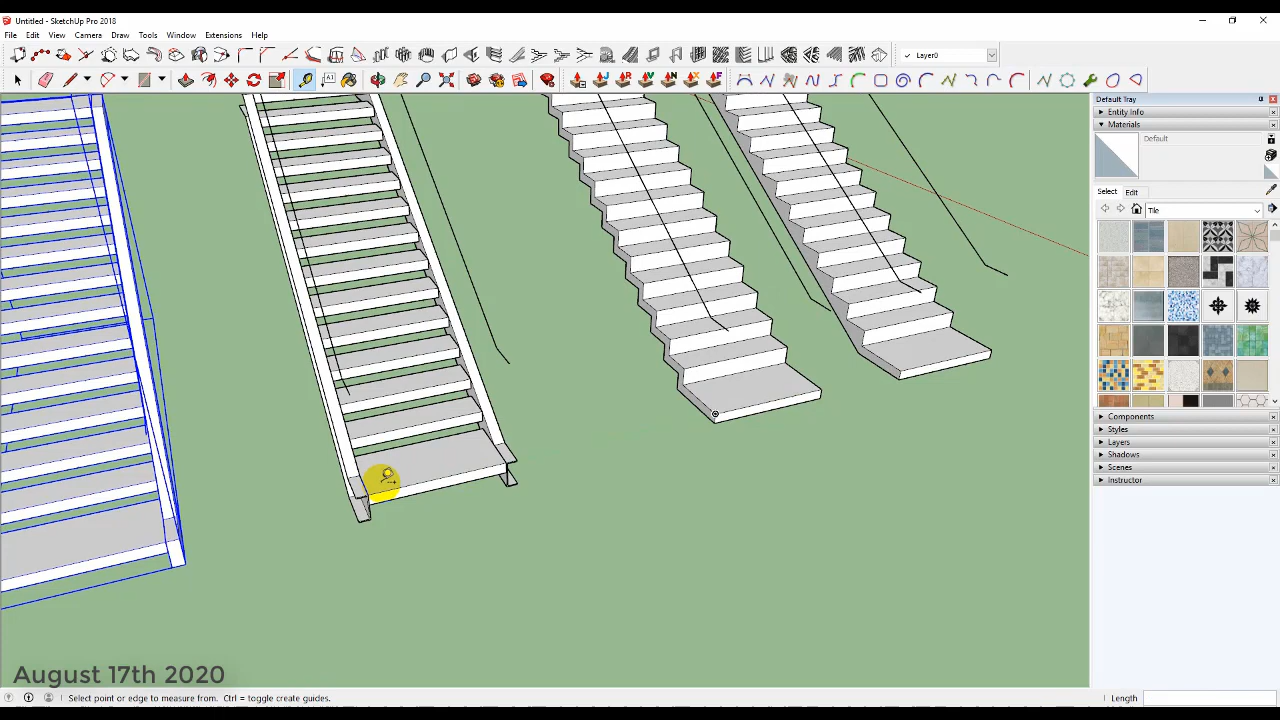 Untitled - SketchUp Pro 2018
File Edit View Camera Draw Tools Window Extensions Help
Layer0
J R V N X F
A1
Default Tray
Entity Info
Materials
Default
Select Edit
Tile
Components
Styles
Layers
Shadows
Scenes
Instructor
August 17th 2020
Select point or edge to measure from. Ctrl = toggle create guides.
Length